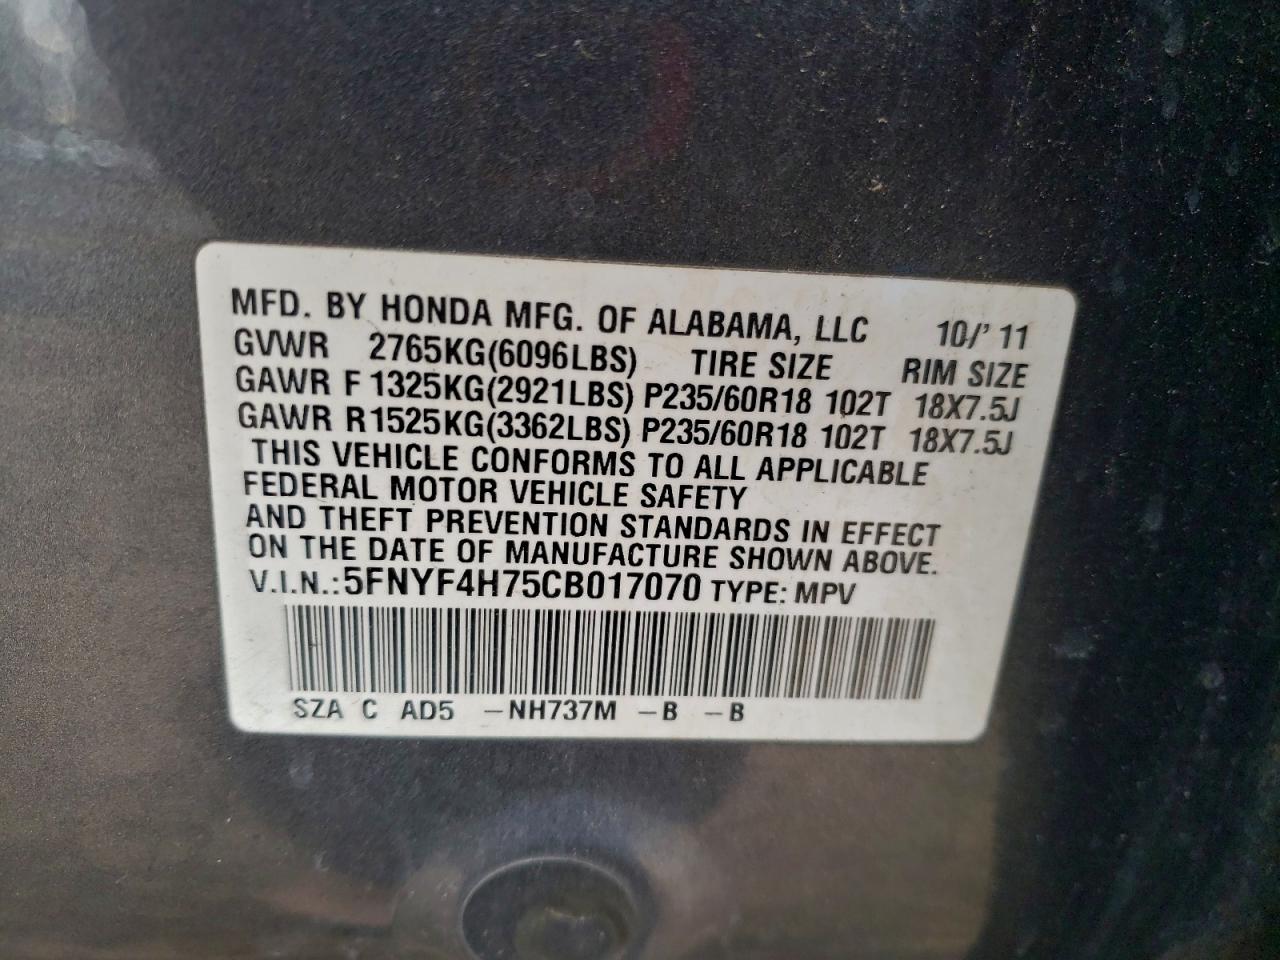 MFD. BY HONDA MFG. OF ALABAMA, LLC 10/'11
GVWR 2765KG(6096LBS) TIRE SIZE RIM SIZE
GAWR F 1325KG(2921LBS) P235/60R18 102T 18X7.5J
GAWR R1525KG(3362LBS) P235/60R18 102T 18X7.5J
THIS VEHICLE CONFORMS TO ALL APPLICABLE
FEDERAL MOTOR VEHICLE SAFETY
AND THEFT PREVENTION STANDARDS IN EFFECT
ON THE DATE OF MANUFACTURE SHOWN ABOVE.
V.I.N.:5FNYF4H75CB017070 TYPE: MPV
SZA C AD5 -NH737M -B -B